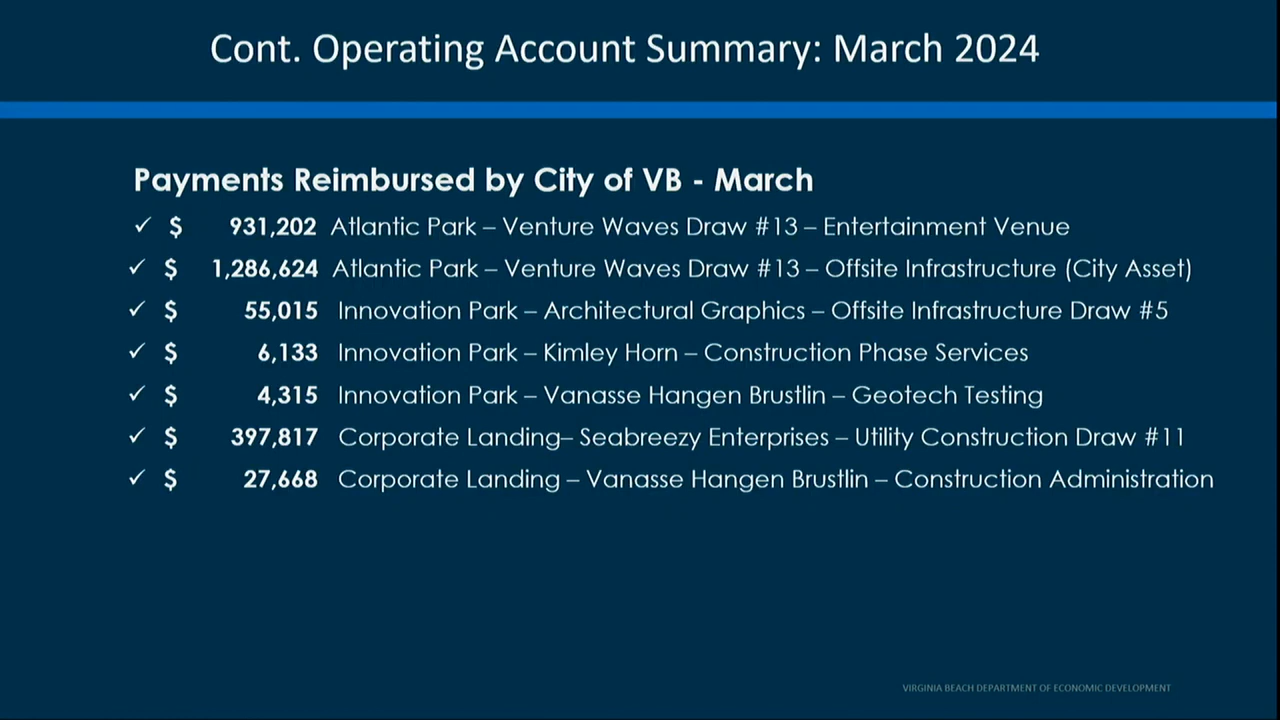 Cont. Operating Account Summary: March 2024
Payments Reimbursed by City of VB - March
✓ $ 931,202 Atlantic Park – Venture Waves Draw #13 – Entertainment Venue
✓ $ 1,286,624 Atlantic Park – Venture Waves Draw #13 – Offsite Infrastructure (City Asset)
✓ $ 55,015 Innovation Park – Architectural Graphics – Offsite Infrastructure Draw #5
✓ $ 6,133 Innovation Park – Kimley Horn – Construction Phase Services
✓ $ 4,315 Innovation Park – Vanasse Hangen Brustlin – Geotech Testing
✓ $ 397,817 Corporate Landing– Seabreezy Enterprises – Utility Construction Draw #11
✓ $ 27,668 Corporate Landing – Vanasse Hangen Brustlin – Construction Administration
VIRGINIA BEACH DEPARTMENT OF ECONOMIC DEVELOPMENT